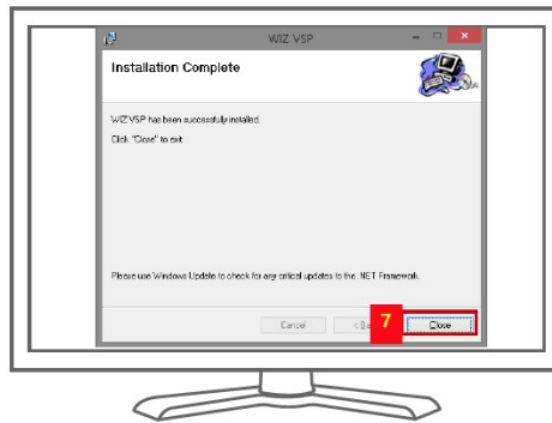 WIZ VSP
Installation Complete
WIZ VSP has been successfully installed.
Click "Close" to exit.
Please use Windows Update to check for any critical updates to the .NET Framework.
Cancel
< Ba
7
Close